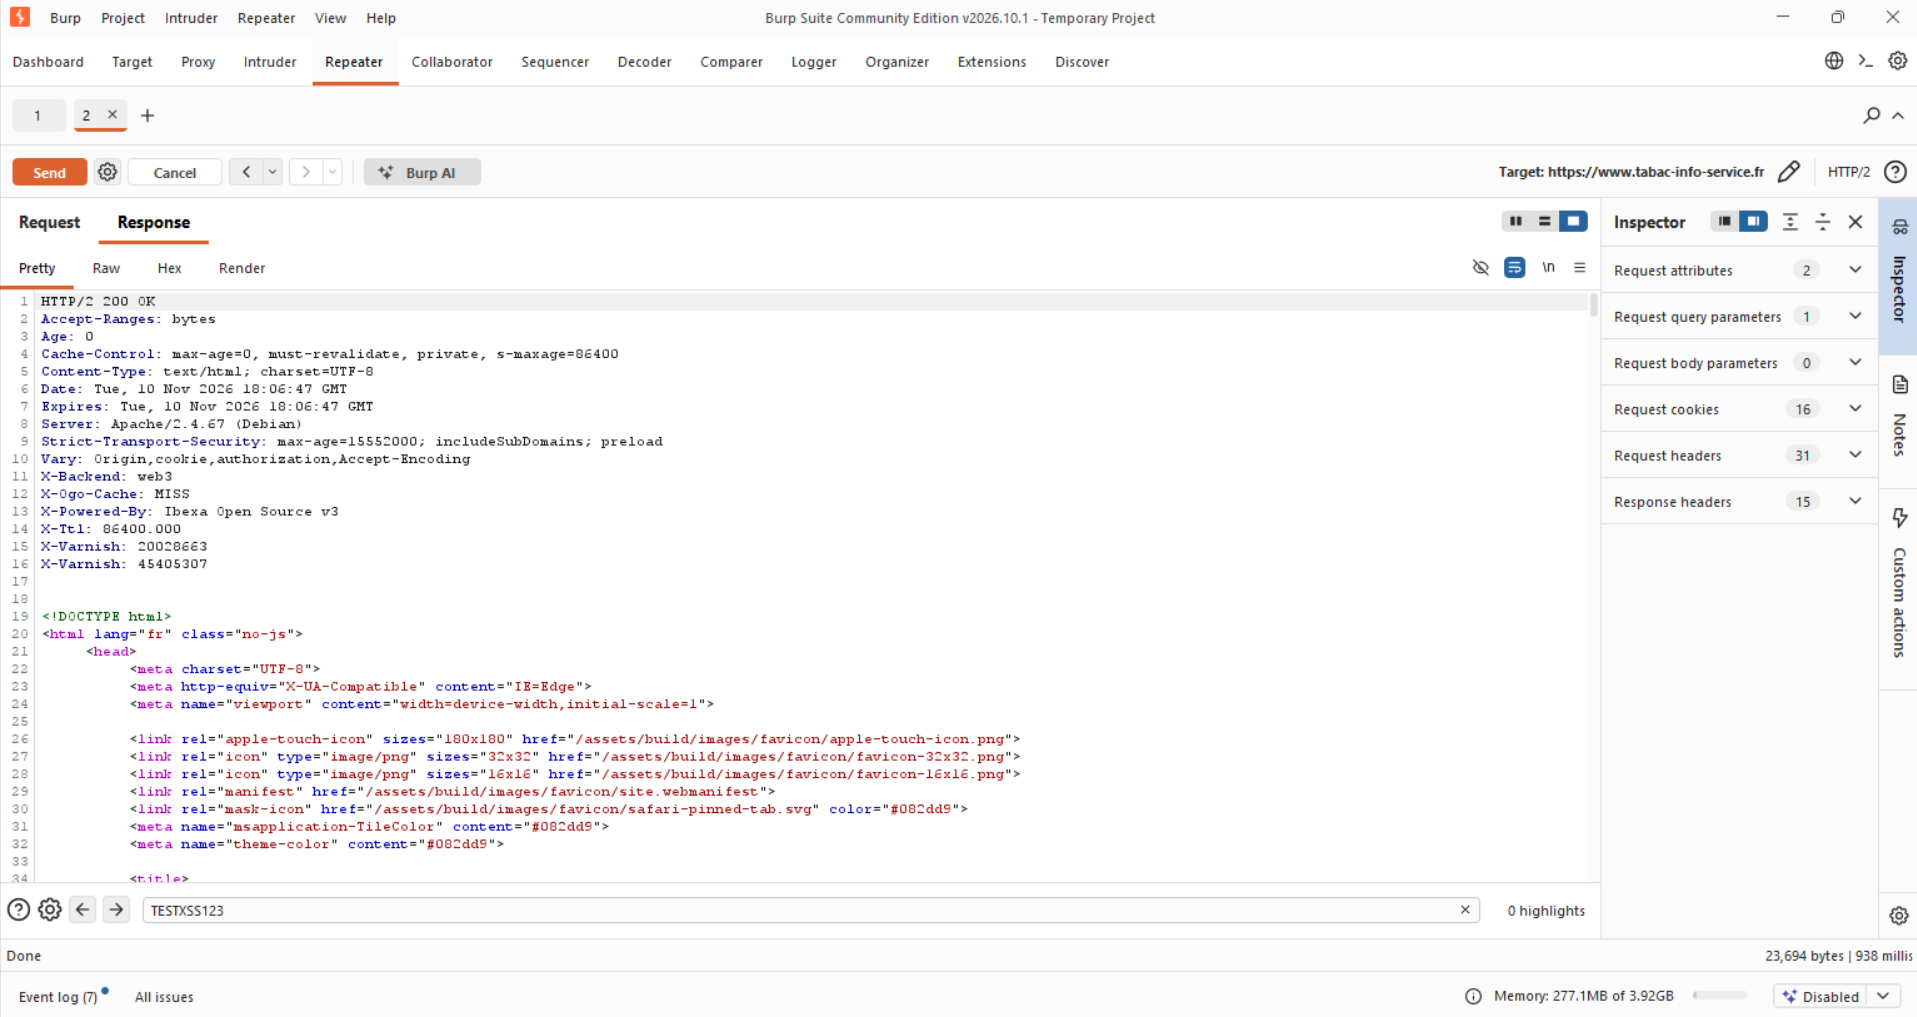 Burp Project Intruder Repeater View Help Burp Suite Community Edition v2026.10.1 - Temporary Project
Dashboard Target Proxy Intruder Repeater Collaborator Sequencer Decoder Comparer Logger Organizer Extensions Discover
1 2 × +
Send Cancel < > Burp AI Target: https://www.tabac-info-service.fr HTTP/2 ?
Request Response Inspector
Pretty Raw Hex Render \n
1 HTTP/2 200 OK
2 Accept-Ranges: bytes
3 Age: 0
4 Cache-Control: max-age=0, must-revalidate, private, s-maxage=86400
5 Content-Type: text/html; charset=UTF-8
6 Date: Tue, 10 Nov 2026 18:06:47 GMT
7 Expires: Tue, 10 Nov 2026 18:06:47 GMT
8 Server: Apache/2.4.67 (Debian)
9 Strict-Transport-Security: max-age=15552000; includeSubDomains; preload
10 Vary: Origin,cookie,authorization,Accept-Encoding
11 X-Backend: web3
12 X-Ogo-Cache: MISS
13 X-Powered-By: Ibexa Open Source v3
14 X-Ttl: 86400.000
15 X-Varnish: 20028663
16 X-Varnish: 45405307
17
18
19 <!DOCTYPE html>
20 <html lang="fr" class="no-js">
21 <head>
22 <meta charset="UTF-8">
23 <meta http-equiv="X-UA-Compatible" content="IE=Edge">
24 <meta name="viewport" content="width=device-width,initial-scale=1">
25
26 <link rel="apple-touch-icon" sizes="180x180" href="/assets/build/images/favicon/apple-touch-icon.png">
27 <link rel="icon" type="image/png" sizes="32x32" href="/assets/build/images/favicon/favicon-32x32.png">
28 <link rel="icon" type="image/png" sizes="16x16" href="/assets/build/images/favicon/favicon-16x16.png">
29 <link rel="manifest" href="/assets/build/images/favicon/site.webmanifest">
30 <link rel="mask-icon" href="/assets/build/images/favicon/safari-pinned-tab.svg" color="#082dd9">
31 <meta name="msapplication-TileColor" content="#082dd9">
32 <meta name="theme-color" content="#082dd9">
33
34 <title>
Request attributes 2
Request query parameters 1
Request body parameters 0
Request cookies 16
Request headers 31
Response headers 15
Inspector
Notes
Custom actions
TESTXSS123 0 highlights
Done 23,694 bytes | 938 millis
Event log (7) All issues Memory: 277.1MB of 3.92GB Disabled